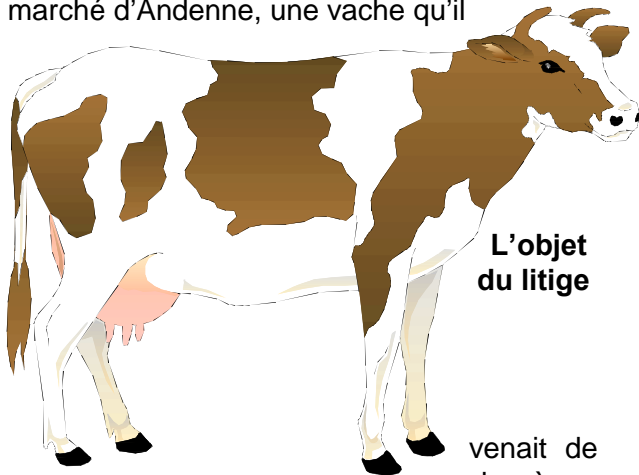 marché d’Andenne, une vache qu’il
L’objet
du litige
venait de